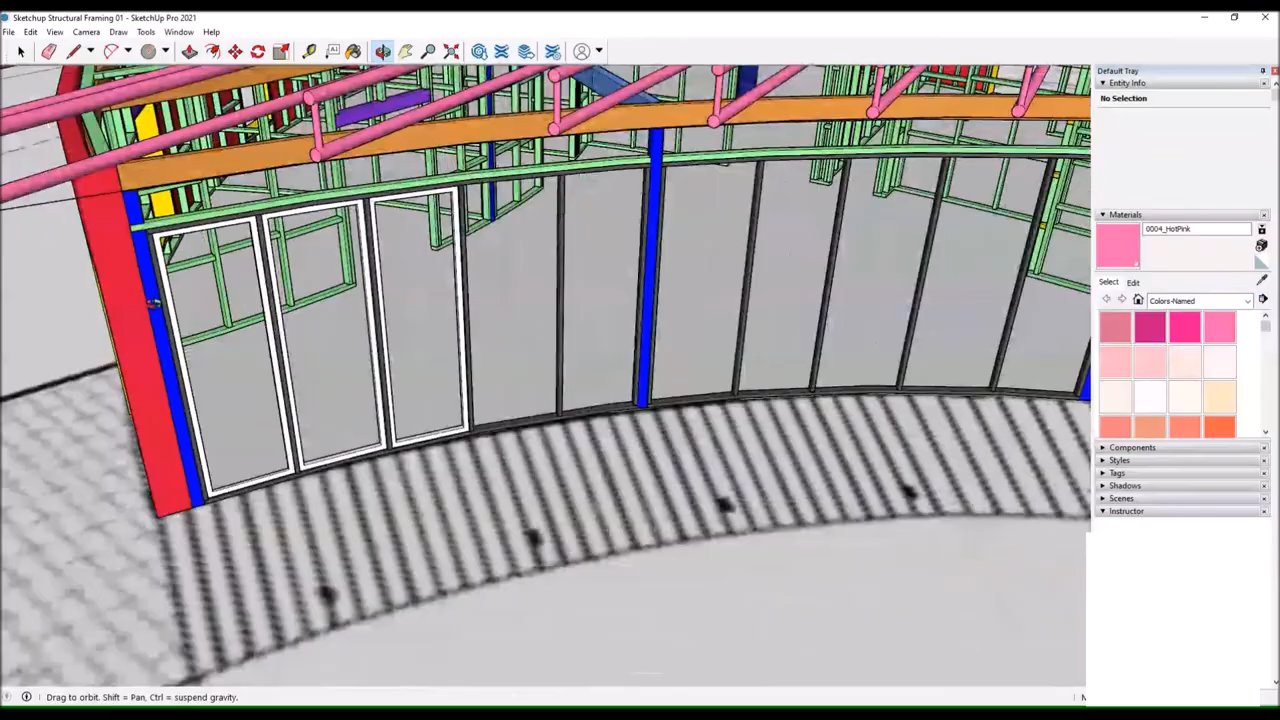 Sketchup Structural Framing 01 - SketchUp Pro 2021
File Edit View Camera Draw Tools Window Help
Default Tray
Entity Info
No Selection
Materials
0004_HotPink
Select Edit
Colors-Named
Components
Styles
Tags
Shadows
Scenes
Instructor
Drag to orbit. Shift = Pan, Ctrl = suspend gravity.